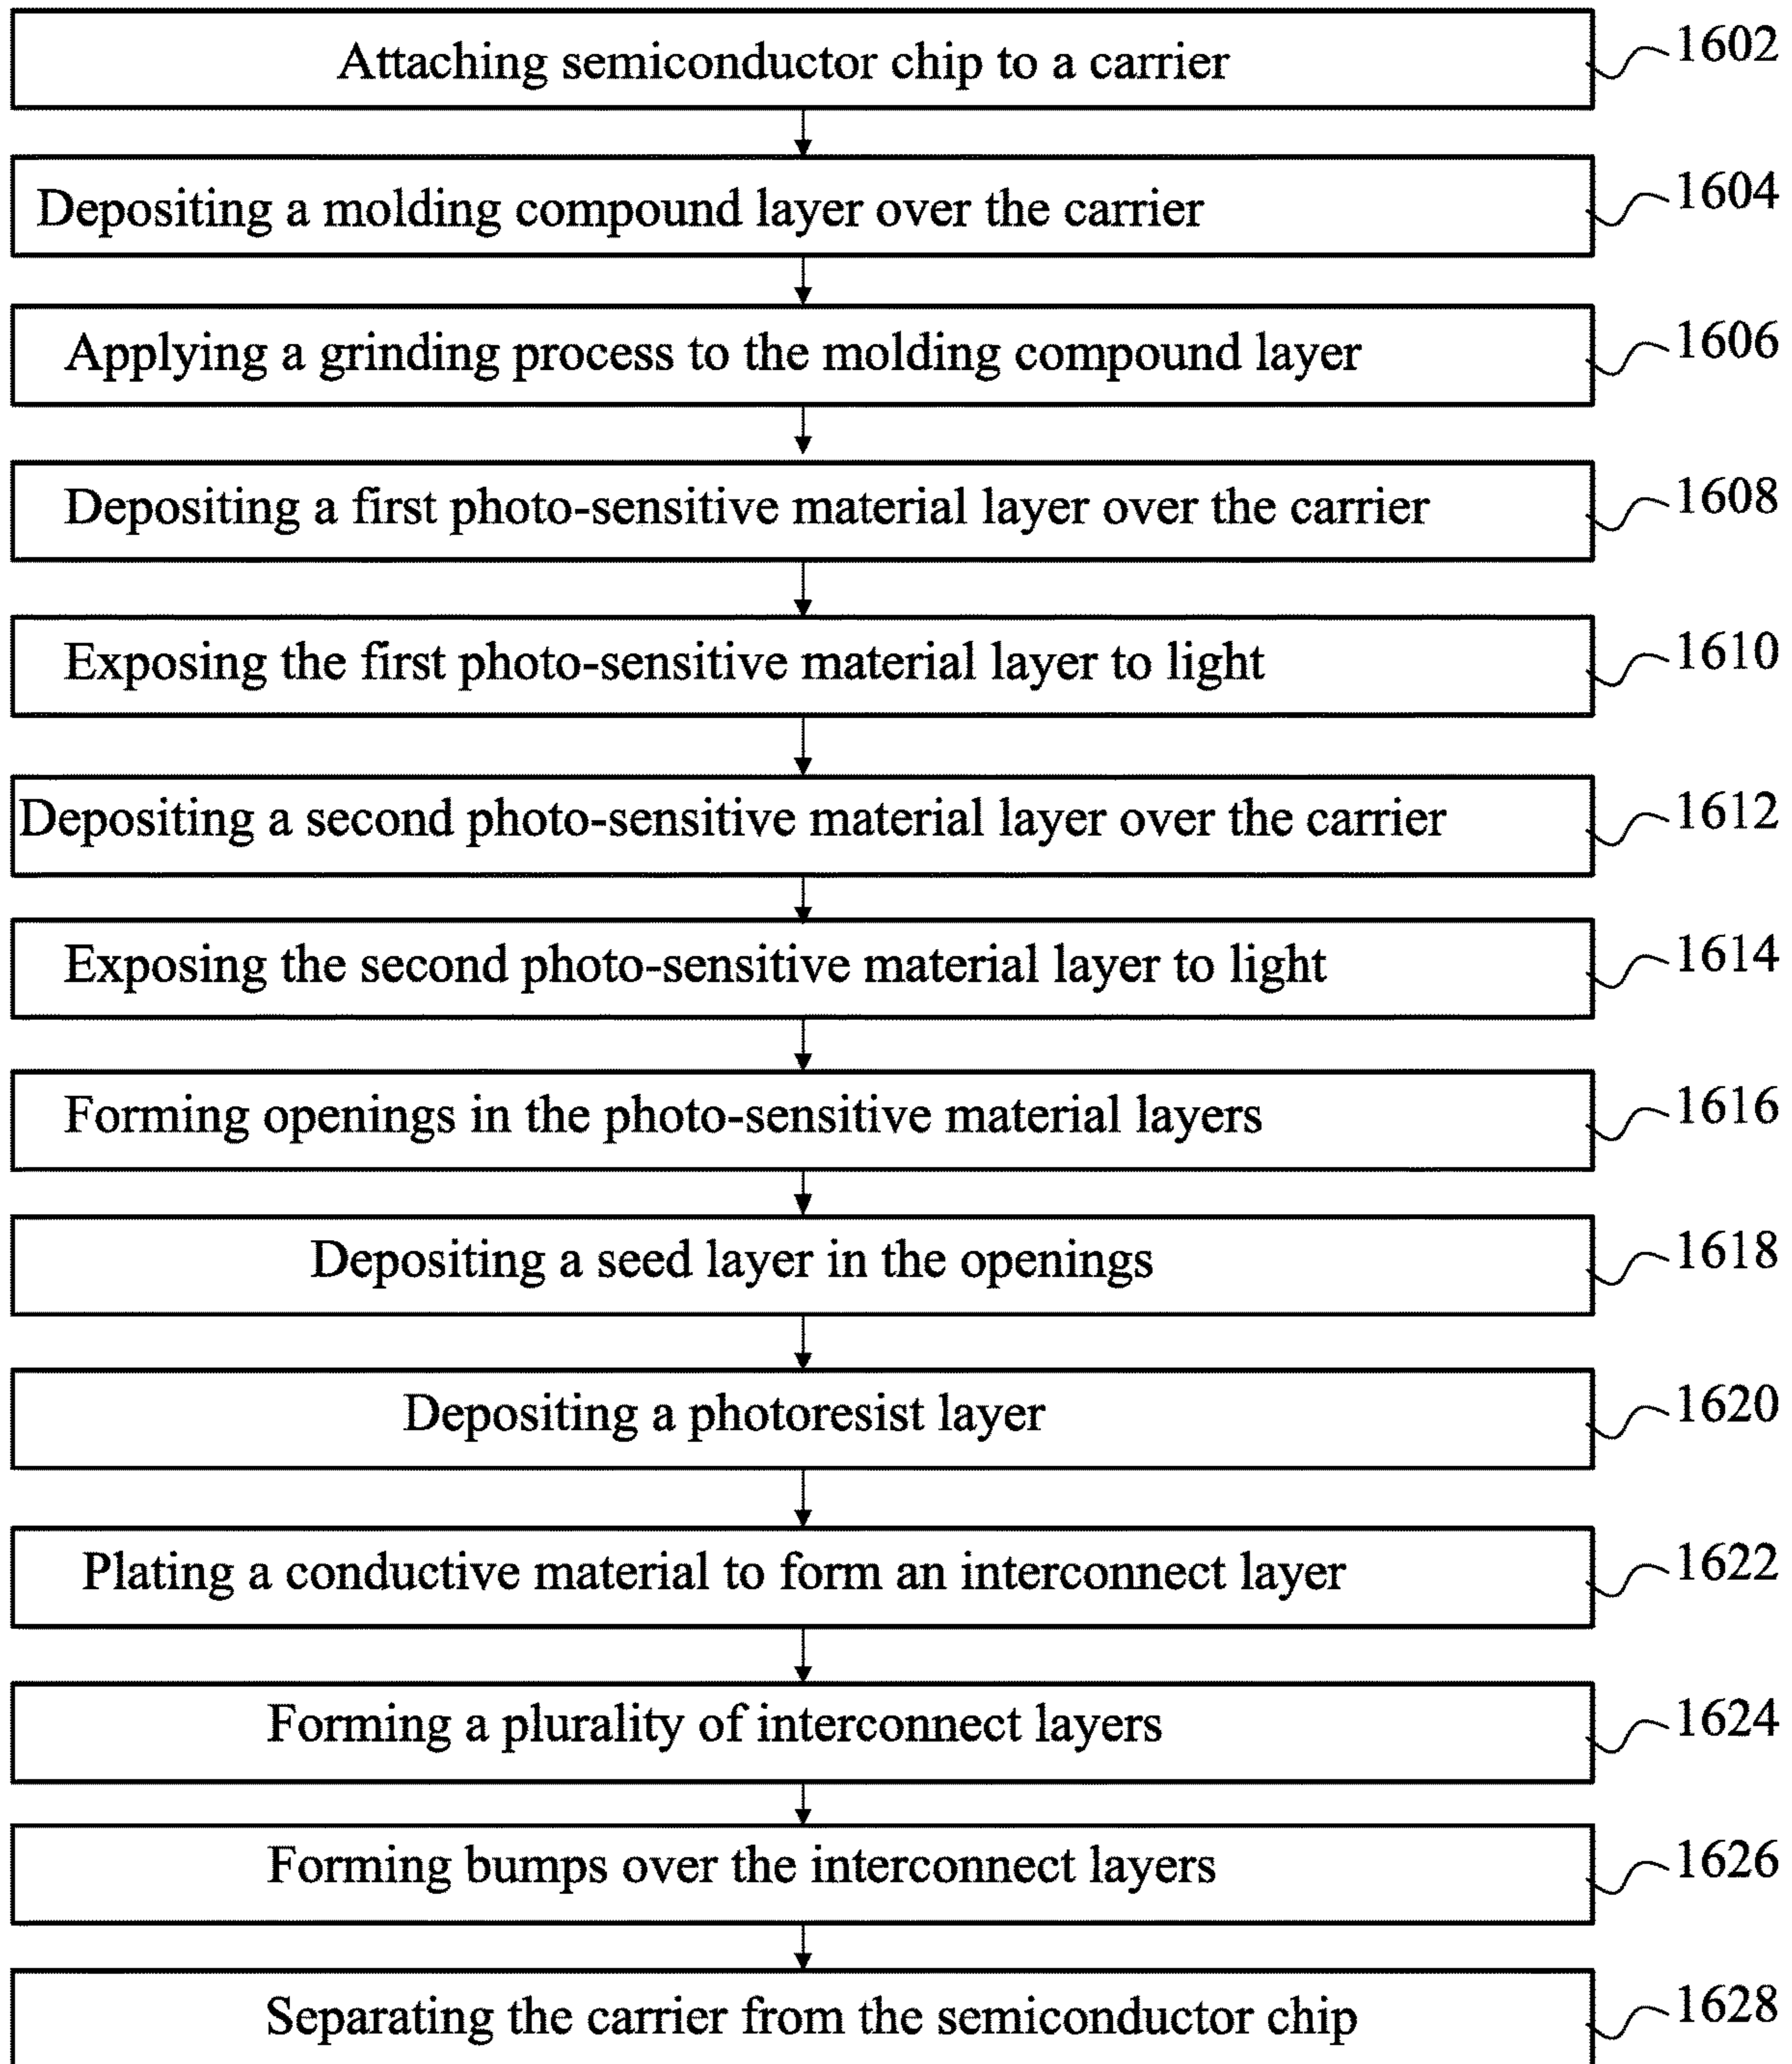 Attaching semiconductor chip to a carrier 1602
Depositing a molding compound layer over the carrier 1604
Applying a grinding process to the molding compound layer 1606
Depositing a first photo-sensitive material layer over the carrier 1608
Exposing the first photo-sensitive material layer to light 1610
Depositing a second photo-sensitive material layer over the carrier 1612
Exposing the second photo-sensitive material layer to light 1614
Forming openings in the photo-sensitive material layers 1616
Depositing a seed layer in the openings 1618
Depositing a photoresist layer 1620
Plating a conductive material to form an interconnect layer 1622
Forming a plurality of interconnect layers 1624
Forming bumps over the interconnect layers 1626
Separating the carrier from the semiconductor chip 1628